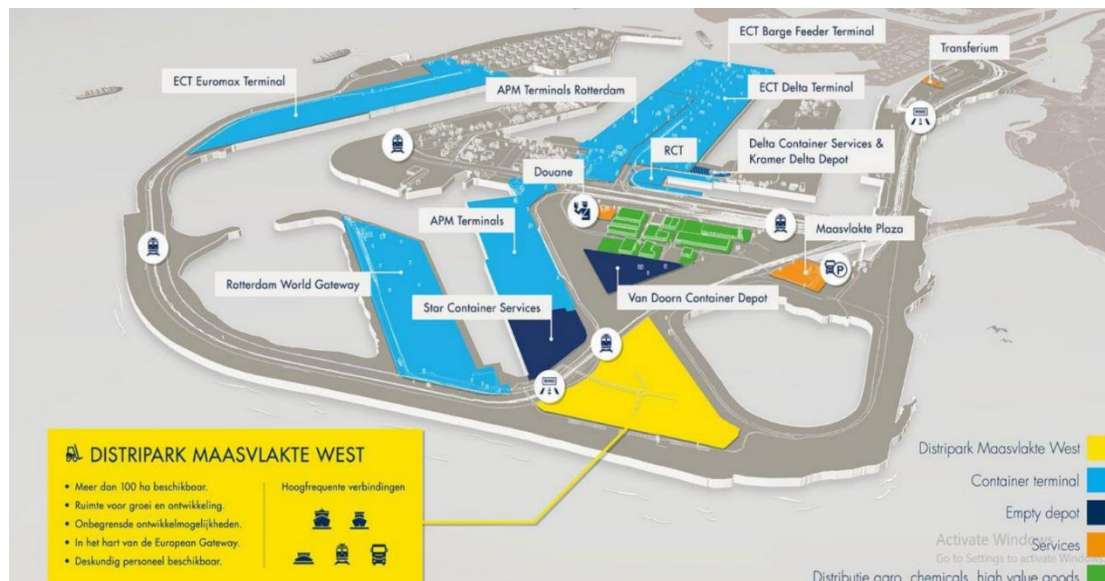 ECT Barge Feeder Terminal
Transferium
ECT Euromax Terminal
APM Terminals Rotterdam
ECT Delta Terminal
RCT
Delta Container Services &
Kramer Delta Depot
Douane
APM Terminals
Maasvlakte Plaza
P
Rotterdam World Gateway
Star Container Services
Van Doorn Container Depot
DISTRIPARK MAASVLAKTE WEST
• Meer dan 100 ha beschikbaar.
• Ruimte voor groei en ontwikkeling.
• Onbegrensde ontwikkelmogelijkheden.
• In het hart van de European Gateway.
• Deskundig personeel beschikbaar.
Hoogfrequente verbindingen
Distripark Maasvlakte West
Container terminal
Empty depot
Services
Distributie agro, chemicals, high value goods
Activate Windows
Go to Settings to activate Windows.